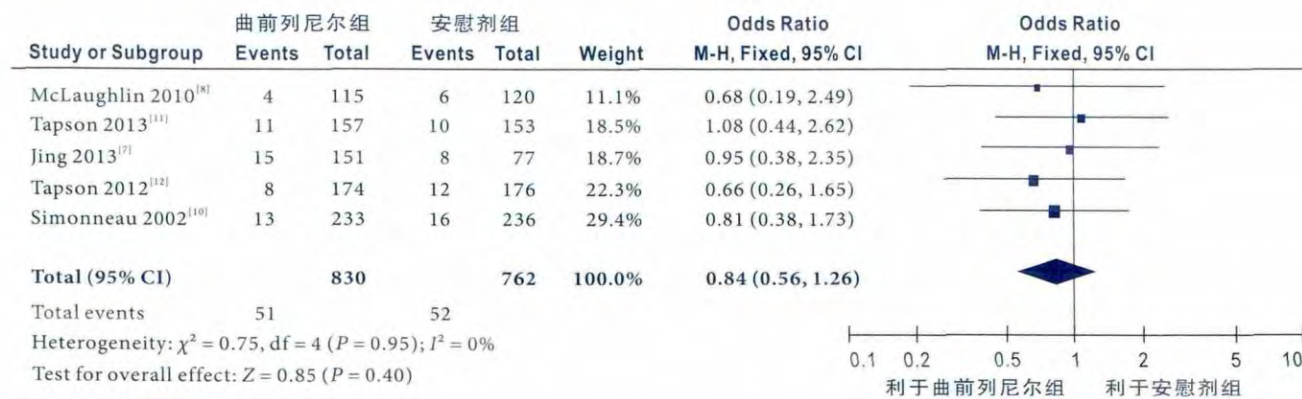 曲前列尼尔组 安慰剂组 Odds Ratio Odds Ratio
Study or Subgroup Events Total Events Total Weight M-H, Fixed, 95% CI M-H, Fixed, 95% CI
McLaughlin 2010[8] 4 115 6 120 11.1% 0.68 (0.19, 2.49)
Tapson 2013[11] 11 157 10 153 18.5% 1.08 (0.44, 2.62)
Jing 2013[7] 15 151 8 77 18.7% 0.95 (0.38, 2.35)
Tapson 2012[12] 8 174 12 176 22.3% 0.66 (0.26, 1.65)
Simonneau 2002[10] 13 233 16 236 29.4% 0.81 (0.38, 1.73)
Total (95% CI) 830 762 100.0% 0.84 (0.56, 1.26)
Total events 51 52
Heterogeneity: χ² = 0.75, df = 4 (P = 0.95); I² = 0%
Test for overall effect: Z = 0.85 (P = 0.40)
0.1 0.2 0.5 1 2 5 10
利于曲前列尼尔组 利于安慰剂组